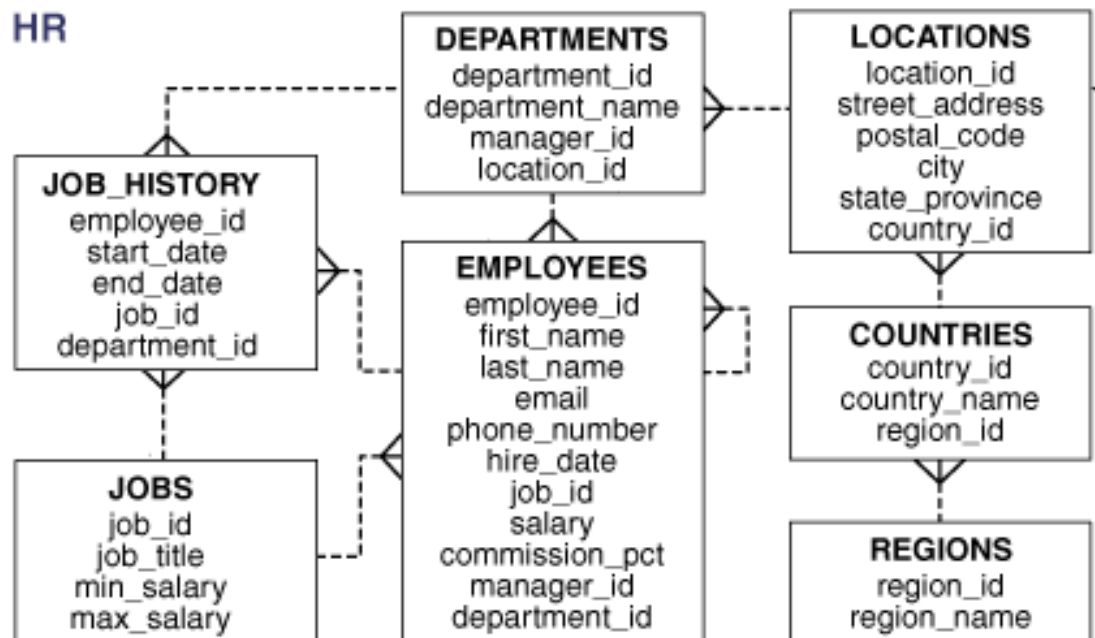 HR
DEPARTMENTS
department_id
department_name
manager_id
location_id
LOCATIONS
location_id
street_address
postal_code
city
state_province
country_id
JOB_HISTORY
employee_id
start_date
end_date
job_id
department_id
EMPLOYEES
employee_id
first_name
last_name
email
phone_number
hire_date
job_id
salary
commission_pct
manager_id
department_id
COUNTRIES
country_id
country_name
region_id
JOBS
job_id
job_title
min_salary
max_salary
REGIONS
region_id
region_name